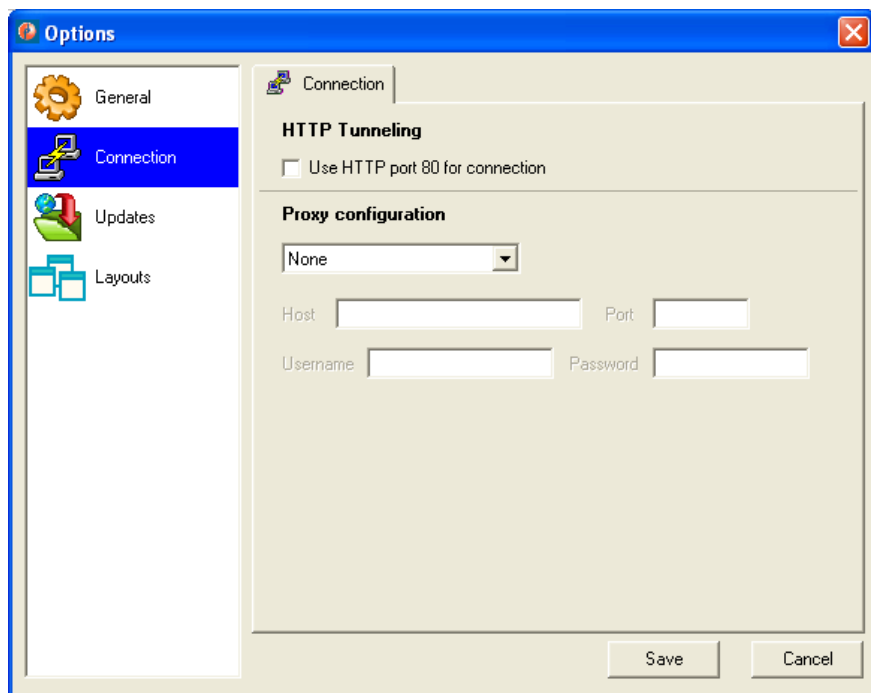 Options
General
Connection
Updates
Layouts
Connection
HTTP Tunneling
Use HTTP port 80 for connection
Proxy configuration
None
Host Port
Username Password
Save Cancel